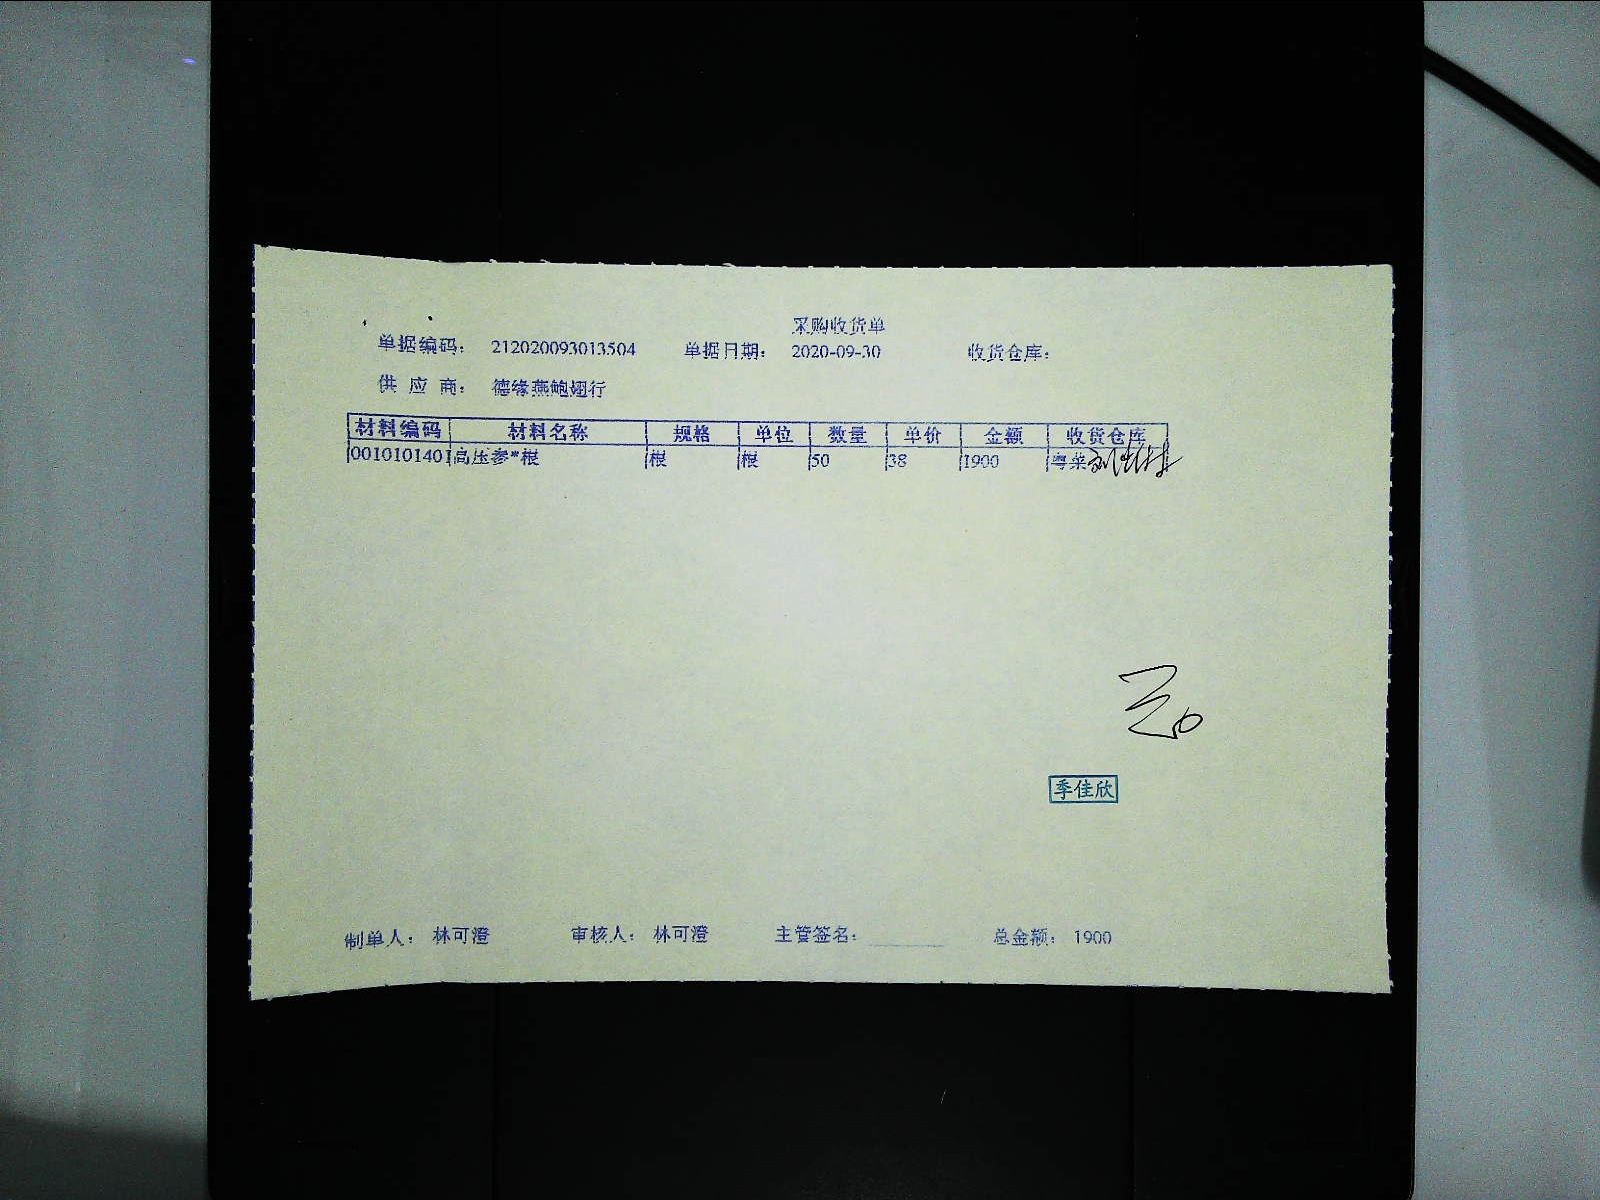 采购收货单
单据编码： 212020093013504 单据日期： 2020-09-30 收货仓库：
供应商： 德缘燕鲍翅行
材料编码 材料名称 规格 单位 数量 单价 金额 收货仓库
0010101401 高压参*根 根 根 50 38 1900 粤菜
季佳欣
制单人： 林可澄 审核人： 林可澄 主管签名： 总金额： 1900